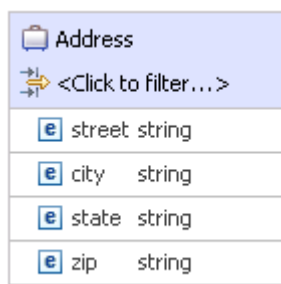 Address
<Click to filter...>
e street string
e city string
e state string
e zip string